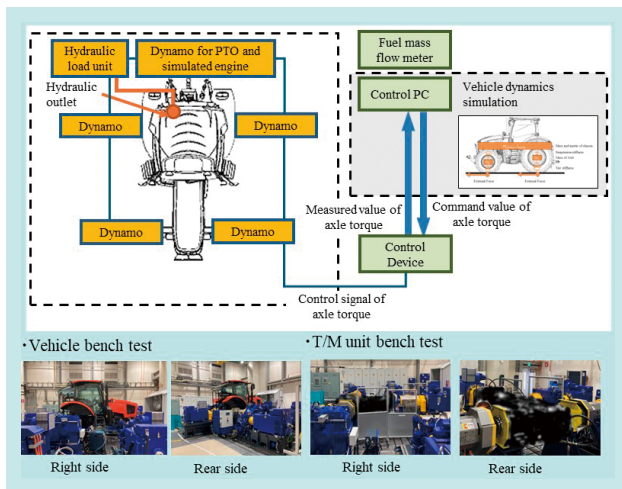 Hydraulic
load unit
Dynamo for PTO and
simulated engine
Hydraulic
outlet
Dynamo
Dynamo
Dynamo
Dynamo
Fuel mass
flow meter
Control PC
Vehicle dynamics
simulation
Measured value of
axle torque
Command value of
axle torque
Control
Device
Control signal of
axle torque
・Vehicle bench test
・T/M unit bench test
Right side
Rear side
Right side
Rear side